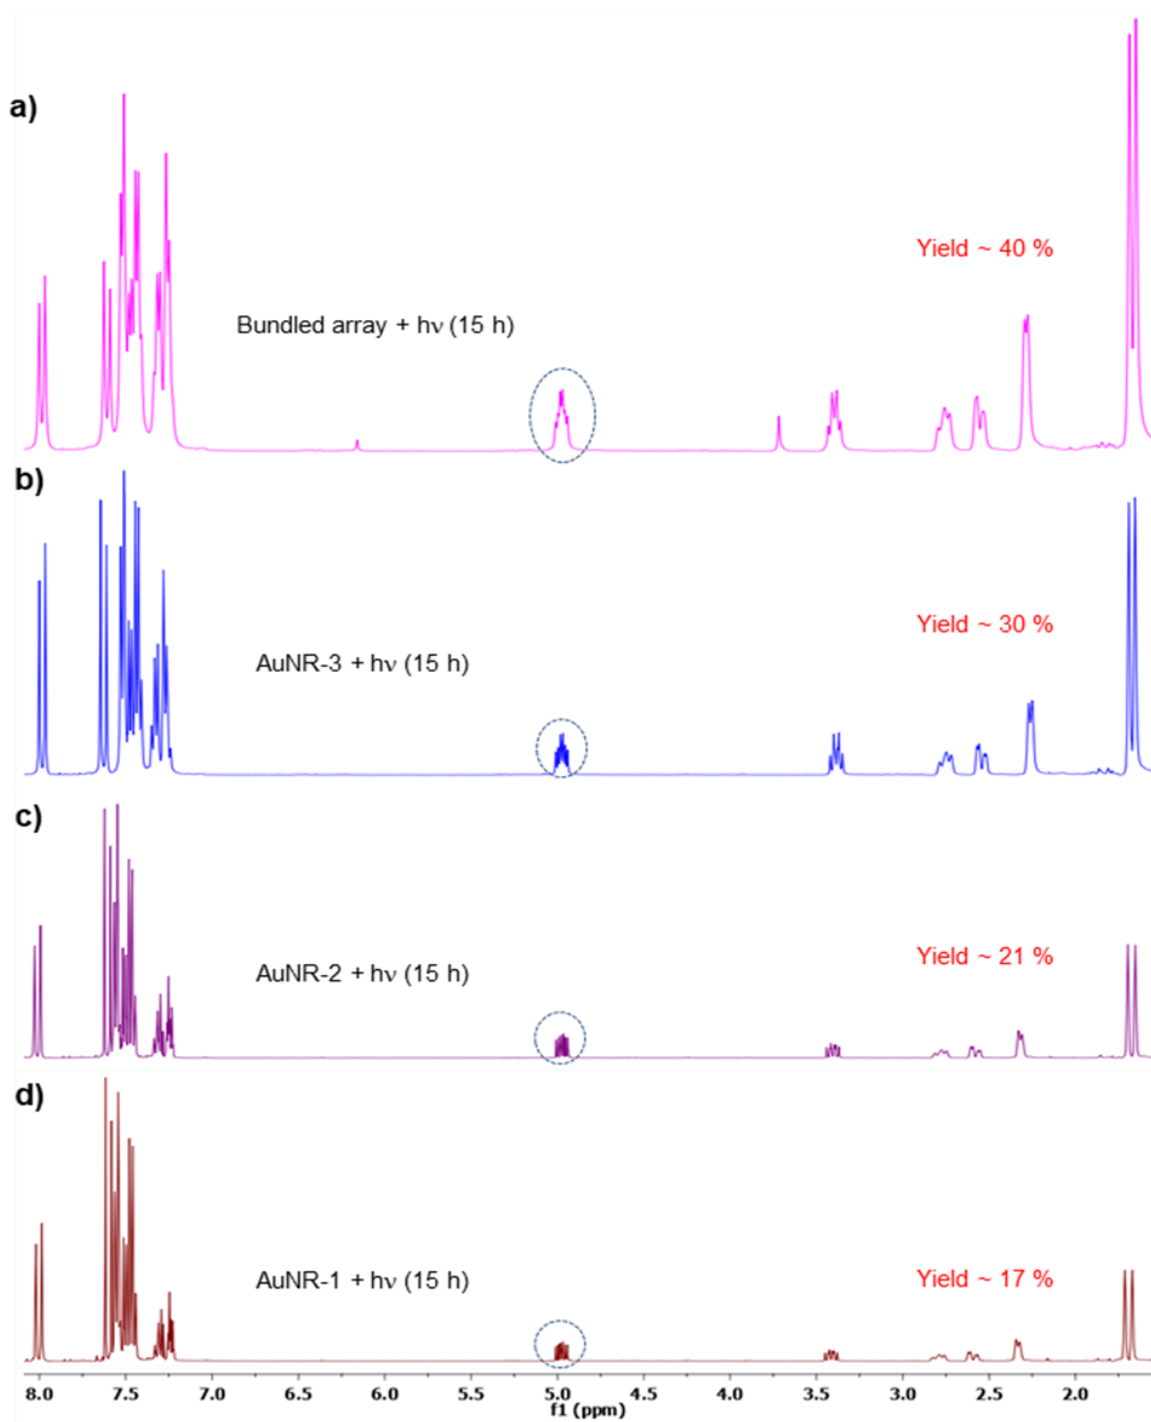 a)
Yield ~ 40 %
Bundled array + hν (15 h)
b)
Yield ~ 30 %
AuNR-3 + hν (15 h)
c)
Yield ~ 21 %
AuNR-2 + hν (15 h)
d)
Yield ~ 17 %
AuNR-1 + hν (15 h)
8.0 7.5 7.0 6.5 6.0 5.5 5.0 4.5 4.0 3.5 3.0 2.5 2.0
f1 (ppm)